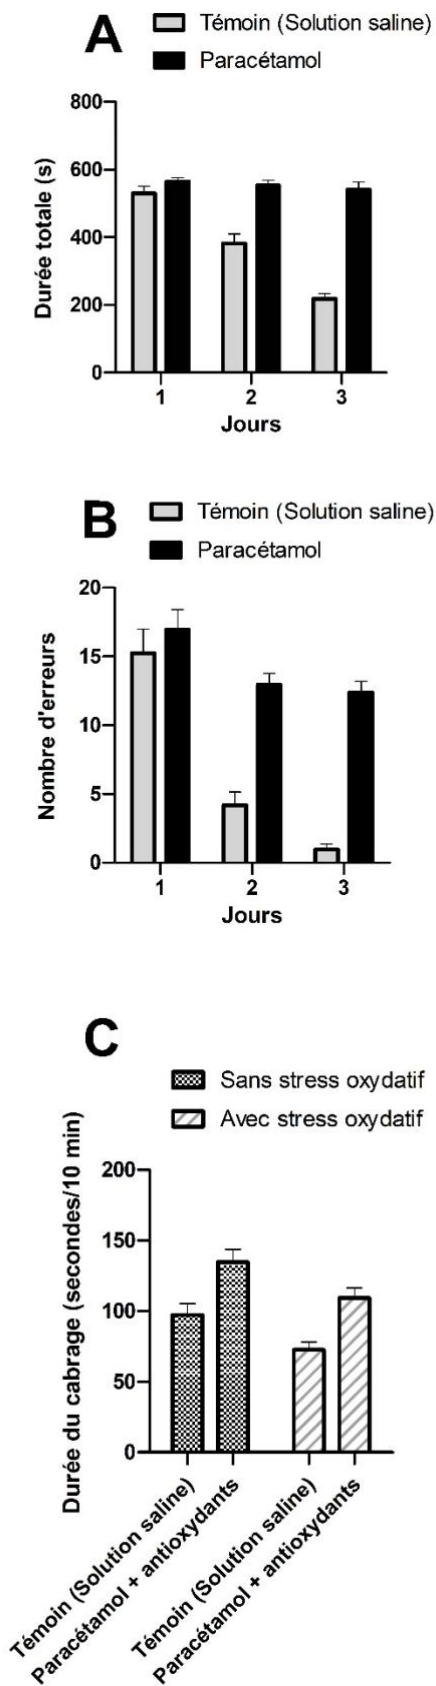 A
Témoin (Solution saline)
Paracétamol
Durée totale (s)
800
600
400
200
0
1 2 3
Jours
B
Témoin (Solution saline)
Paracétamol
Nombre d'erreurs
20
15
10
5
0
1 2 3
Jours
C
Sans stress oxydatif
Avec stress oxydatif
Durée du cabrage (secondes/10 min)
200
150
100
50
0
Témoin (Solution saline)
Paracétamol + antioxydants
Témoin (Solution saline)
Paracétamol + antioxydants